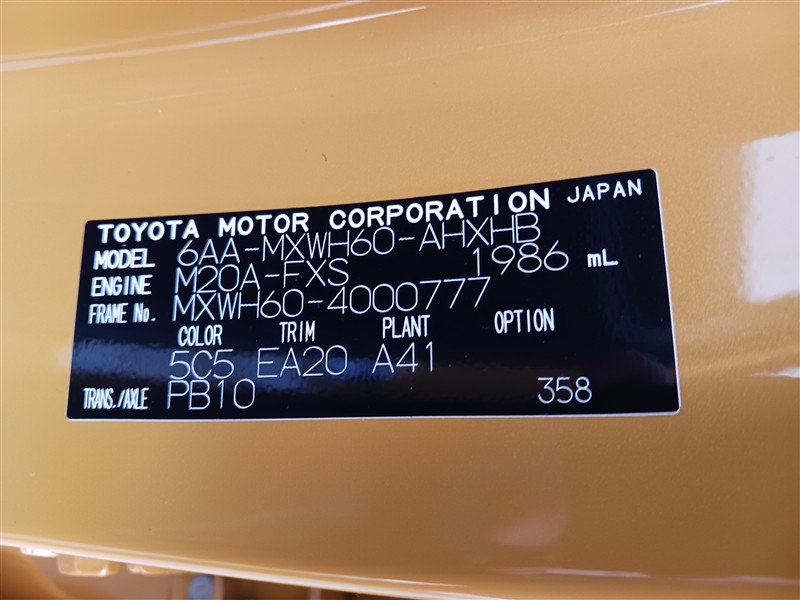 TOYOTA MOTOR CORPORATION JAPAN
MODEL 6AA-MXWH60-AHXHB
ENGINE M20A-FXS 1986 mL
FRAME No. MXWH60-4000777
COLOR TRIM PLANT OPTION
5C5 EA20 A41
TRANS./AXLE PB10 358